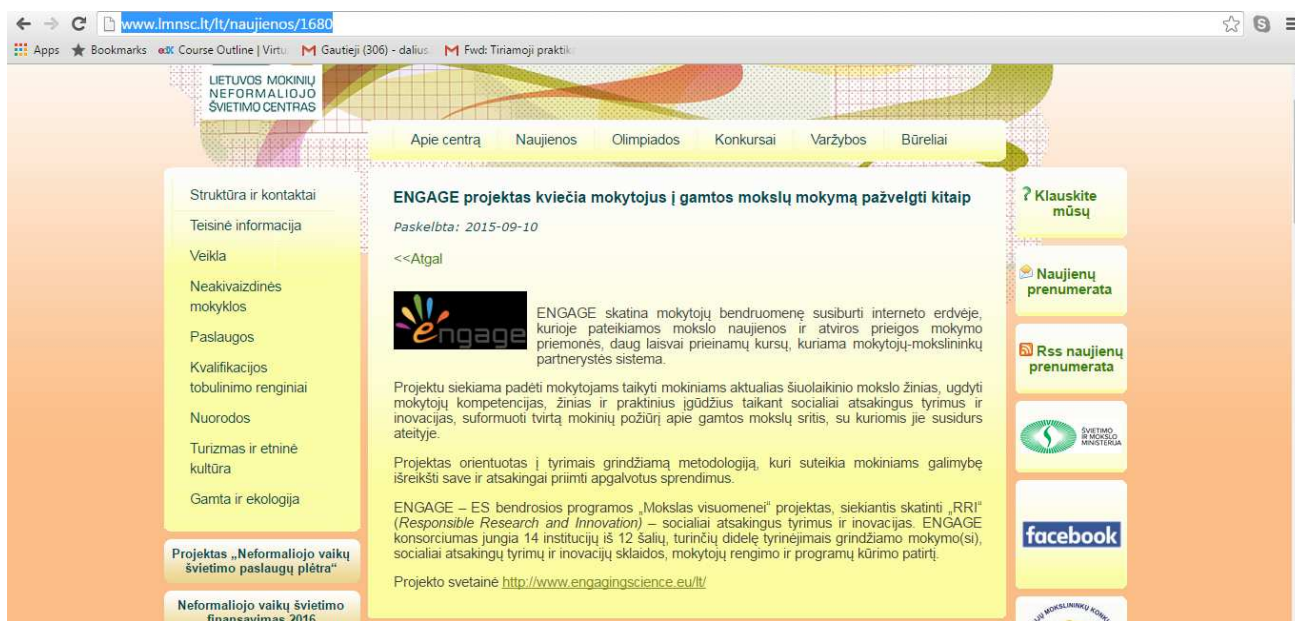 www.lmnsc.lt/lt/naujienos/1680
Apps
Bookmarks
edX Course Outline | Virtu
Gautieji (306) - dalius
Fwd: Tiriamoji praktik
LIETUVOS MOKINIŲ
NEFORMALIOJO
ŠVIETIMO CENTRAS
Apie centrą
Naujienos
Olimpiados
Konkursai
Varžybos
Būreliai
Struktūra ir kontaktai
Teisinė informacija
Veikla
Neakivaizdinės
mokyklos
Paslaugos
Kvalifikacijos
tobulinimo renginiai
Nuorodos
Turizmas ir etninė
kultūra
Gamta ir ekologija
Projektas „Neformaliojo vaikų
švietimo paslaugų plėtra“
Neformaliojo vaikų švietimo
finansavimas 2016
ENGAGE projektas kviečia mokytojus į gamtos mokslų mokymą pažvelgti kitaip
Paskelbta: 2015-09-10
<<Atgal
engage
ENGAGE skatina mokytojų bendruomenę susiburti interneto erdvėje,
kurioje pateikiamos mokslo naujienos ir atviros prieigos mokymo
priemonės, daug laisvai prieinamų kursų, kuriama mokytojų-mokslininkų
partnerystės sistema.
Projektu siekiama padėti mokytojams taikyti mokiniams aktualias šiuolaikinio mokslo žinias, ugdyti
mokytojų kompetencijas, žinias ir praktinius įgūdžius taikant socialiai atsakingus tyrimus ir
inovacijas, suformuoti tvirtą mokinių požiūrį apie gamtos mokslų sritis, su kuriomis jie susidurs
ateityje.
Projektas orientuotas į tyrimais grindžiamą metodologiją, kuri suteikia mokiniams galimybę
išreikšti save ir atsakingai priimti apgalvotus sprendimus.
ENGAGE – ES bendrosios programos „Mokslas visuomenei“ projektas, siekiantis skatinti „RRI“
(Responsible Research and Innovation) – socialiai atsakingus tyrimus ir inovacijas. ENGAGE
konsorciumas jungia 14 institucijų iš 12 šalių, turinčių didelę tyrinėjimais grindžiamo mokymo(si),
socialiai atsakingų tyrimų ir inovacijų sklaidos, mokytojų rengimo ir programų kūrimo patirtį.
Projekto svetainė http://www.engagingscience.eu/lt/
? Klauskite
mūsų
Naujienų
prenumerata
Rss naujienų
prenumerata
ŠVIETIMO
IR MOKSLO
MINISTERIJA
facebook